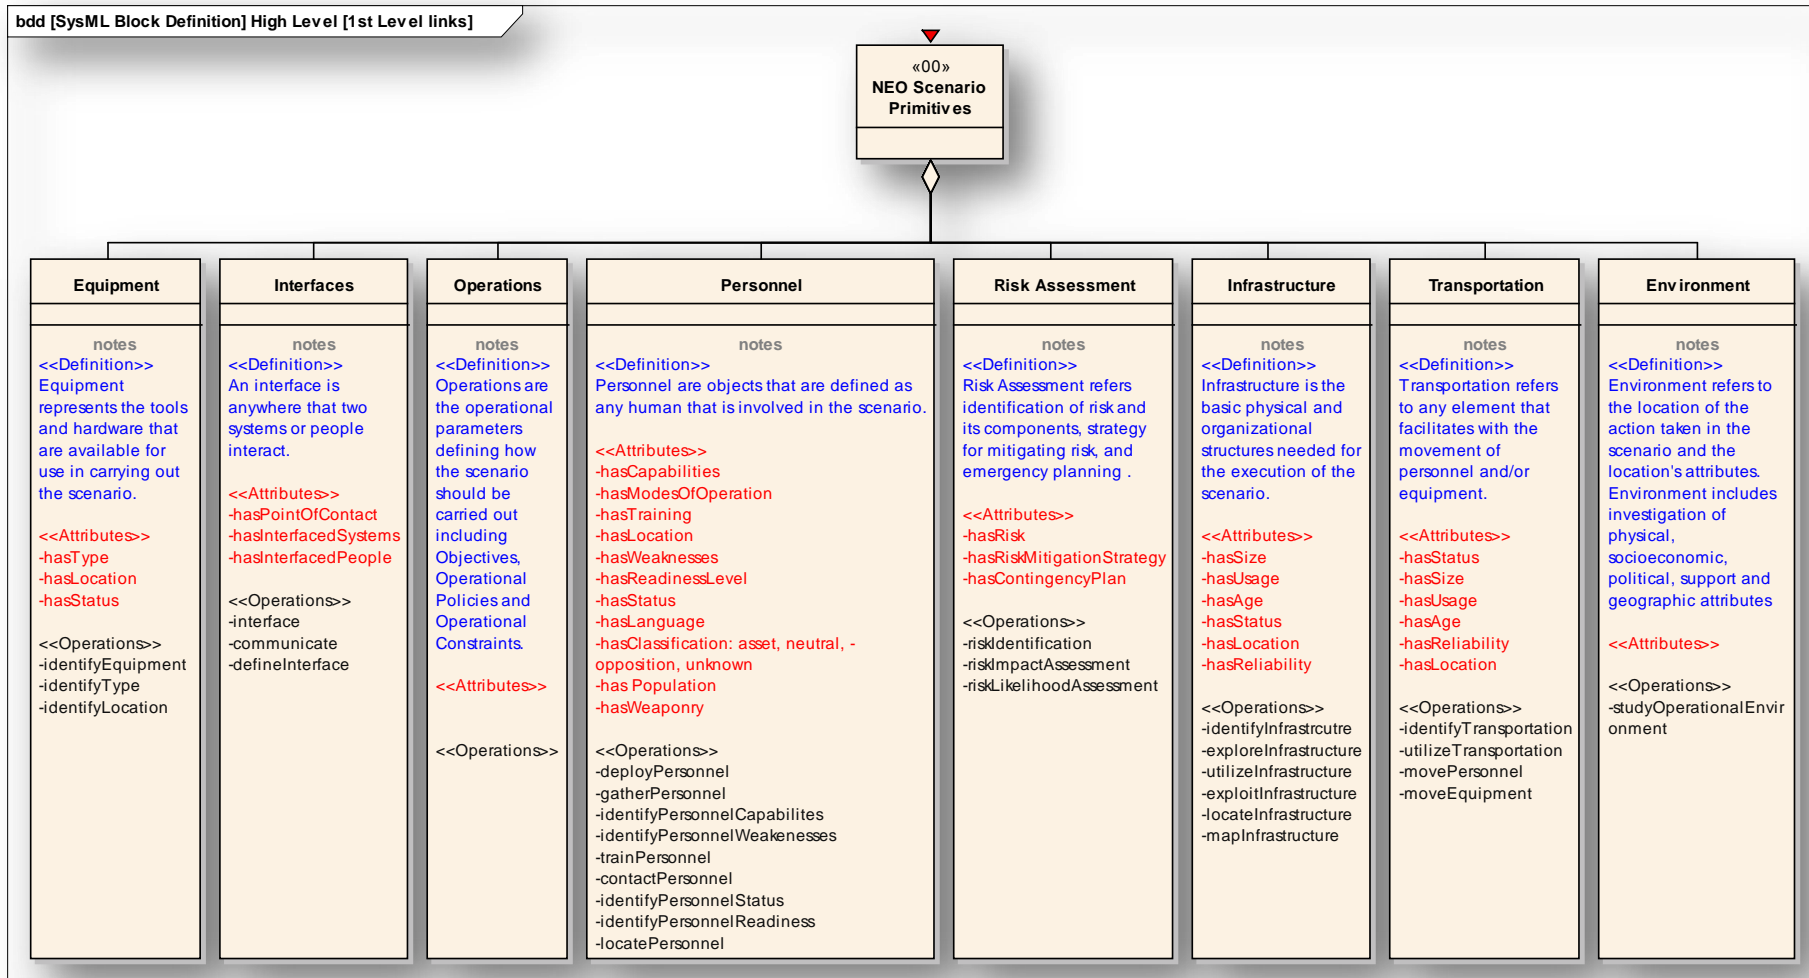 bdd [SysML Block Definition] High Level [1st Level links]
«00»
NEO Scenario
Primitives
Equipment
notes
<<Definition>>
Equipment
represents the tools
and hardware that
are available for
use in carrying out
the scenario.
<<Attributes>>
-hasType
-hasLocation
-hasStatus
<<Operations>>
-identifyEquipment
-identifyType
-identifyLocation
Interfaces
notes
<<Definition>>
An interface is
anywhere that two
systems or people
interact.
<<Attributes>>
-hasPointOfContact
-hasInterfacedSystems
-hasInterfacedPeople
<<Operations>>
-interface
-communicate
-defineInterface
Operations
notes
<<Definition>>
Operations are
the operational
parameters
defining how
the scenario
should be
carried out
including
Objectives,
Operational
Policies and
Operational
Constraints.
<<Attributes>>
<<Operations>>
Personnel
notes
<<Definition>>
Personnel are objects that are defined as
any human that is involved in the scenario.
<<Attributes>>
-hasCapabilities
-hasModesOfOperation
-hasTraining
-hasLocation
-hasWeaknesses
-hasReadinessLevel
-hasStatus
-hasLanguage
-hasClassification: asset, neutral, -
opposition, unknown
-has Population
-hasWeaponry
<<Operations>>
-deployPersonnel
-gatherPersonnel
-identifyPersonnelCapabilites
-identifyPersonnelWeakenesses
-trainPersonnel
-contactPersonnel
-identifyPersonnelStatus
-identifyPersonnelReadiness
-locatePersonnel
Risk Assessment
notes
<<Definition>>
Risk Assessment refers
identification of risk and
its components, strategy
for mitigating risk, and
emergency planning .
<<Attributes>>
-hasRisk
-hasRiskMitigationStrategy
-hasContingencyPlan
<<Operations>>
-riskIdentification
-riskImpactAssessment
-riskLikelihoodAssessment
Infrastructure
notes
<<Definition>>
Infrastructure is the
basic physical and
organizational
structures needed for
the execution of the
scenario.
<<Attributes>>
-hasSize
-hasUsage
-hasAge
-hasStatus
-hasLocation
-hasReliability
<<Operations>>
-identifyInfrastrcutre
-exploreInfrastructure
-utilizeInfrastructure
-exploitInfrastructure
-locateInfrastructure
-mapInfrastructure
Transportation
notes
<<Definition>>
Transportation refers
to any element that
facilitates with the
movement of
personnel and/or
equipment.
<<Attributes>>
-hasStatus
-hasSize
-hasUsage
-hasAge
-hasReliability
-hasLocation
<<Operations>>
-identifyTransportation
-utilizeTransportation
-movePersonnel
-moveEquipment
Environment
notes
<<Definition>>
Environment refers to
the location of the
action taken in the
scenario and the
location's attributes.
Environment includes
investigation of
physical,
socioeconomic,
political, support and
geographic attributes
<<Attributes>>
<<Operations>>
-studyOperationalEnvir
onment